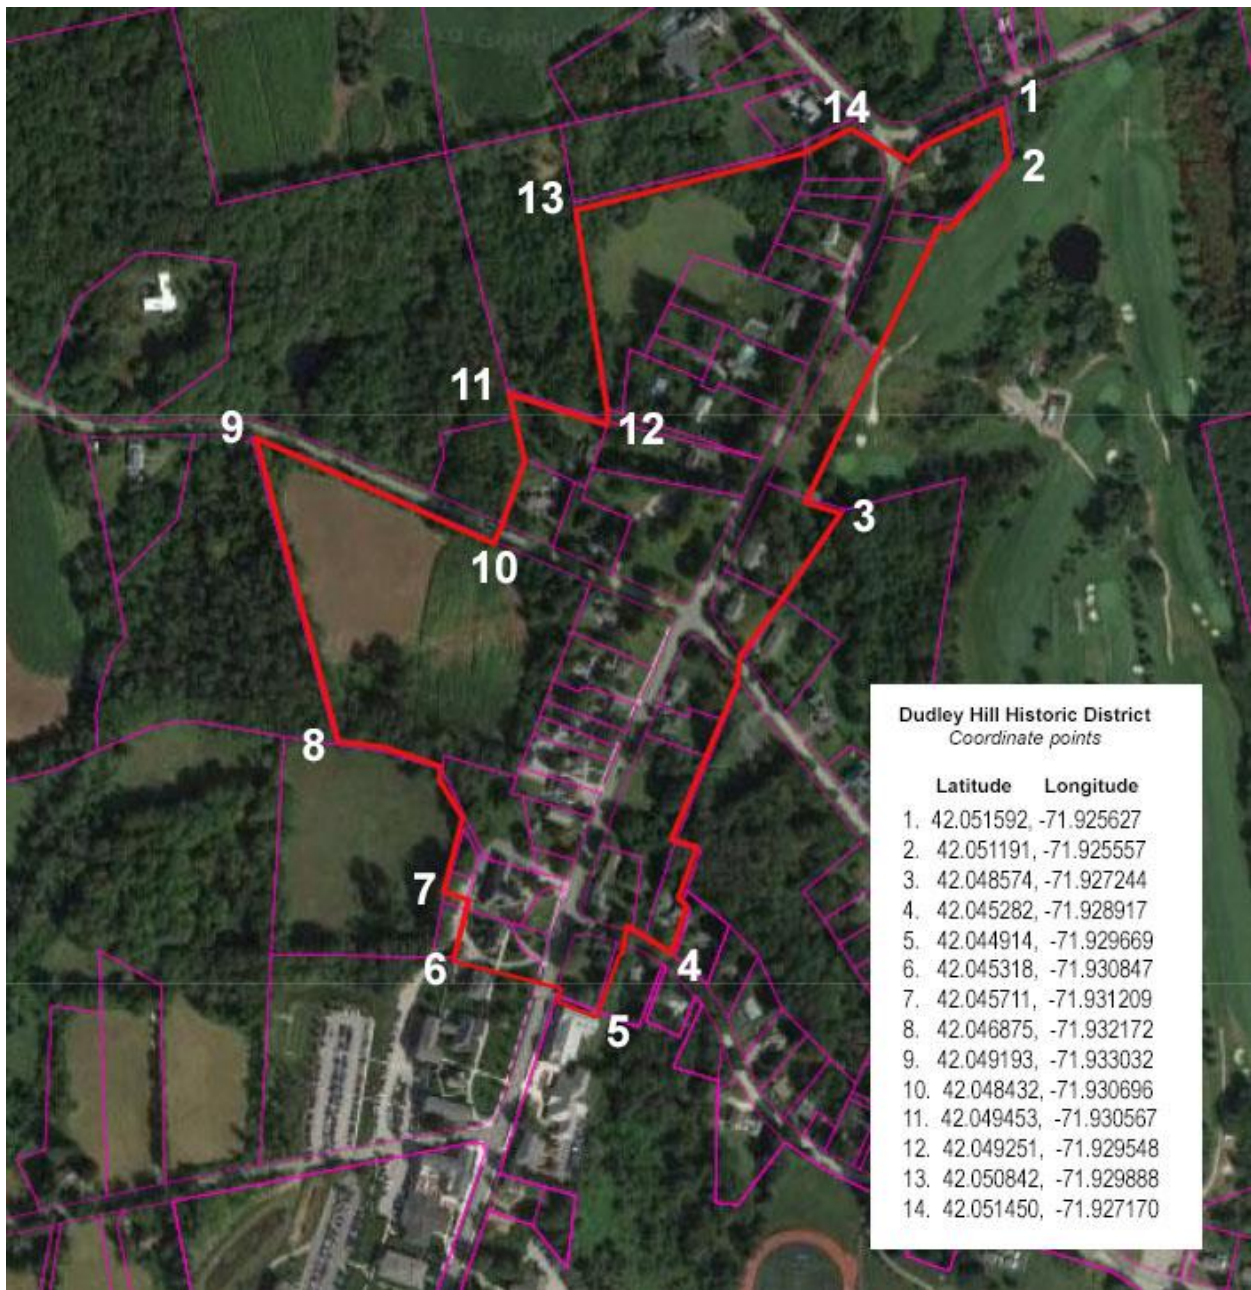 1
14
2
13
11
12
9
3
10
8
7
6
4
5
Dudley Hill Historic District
Coordinate points
Latitude Longitude
1. 42.051592, -71.925627
2. 42.051191, -71.925557
3. 42.048574, -71.927244
4. 42.045282, -71.928917
5. 42.044914, -71.929669
6. 42.045318, -71.930847
7. 42.045711, -71.931209
8. 42.046875, -71.932172
9. 42.049193, -71.933032
10. 42.048432, -71.930696
11. 42.049453, -71.930567
12. 42.049251, -71.929548
13. 42.050842, -71.929888
14. 42.051450, -71.927170